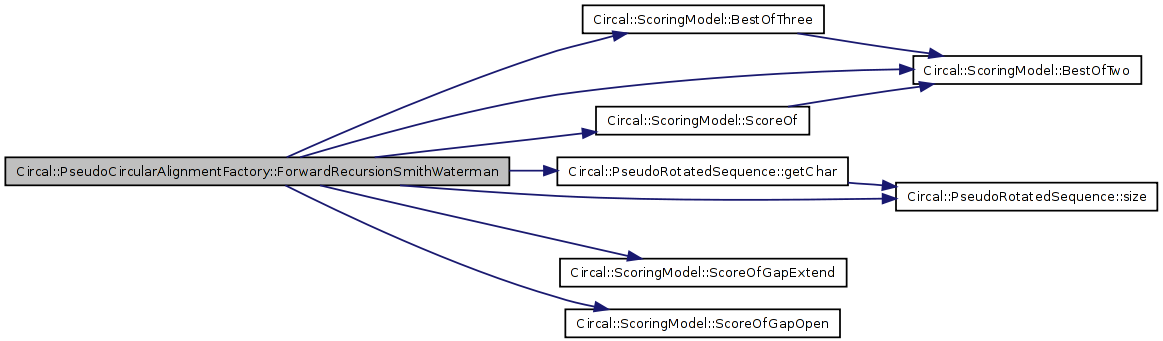 Circal::ScoringModel::BestOfThree
Circal::ScoringModel::BestOfTwo
Circal::ScoringModel::ScoreOf
Circal::PseudoCircularAlignmentFactory::ForwardRecursionSmithWaterman
Circal::PseudoRotatedSequence::getChar
Circal::PseudoRotatedSequence::size
Circal::ScoringModel::ScoreOfGapExtend
Circal::ScoringModel::ScoreOfGapOpen